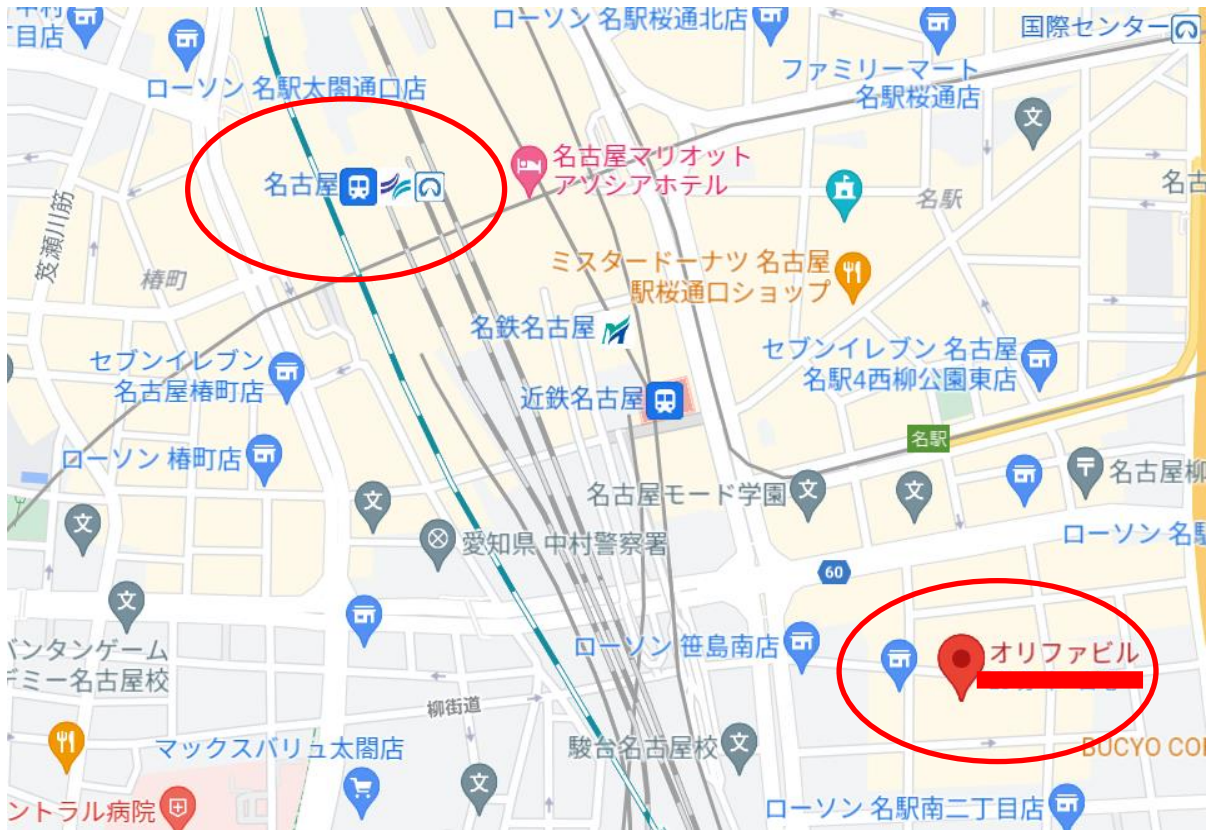 中村
丁目店
ローソン 名駅桜通北店
国際センター
ローソン 名駅太閤通口店
ファミリーマート
名駅桜通店
文
名古屋マリオット
アソシアホテル
名古屋
名駅
名古
笈瀬川筋
椿町
ミスタードーナツ 名古屋
駅桜通口ショップ
名鉄名古屋
セブンイレブン
名古屋椿町店
セブンイレブン 名古屋
名駅4西柳公園東店
近鉄名古屋
名駅
ローソン 椿町店
文
名古屋モード学園
文
文
〒
名古屋柳
文
愛知県 中村警察署
ローソン 名駅
60
文
バンタンゲーム
デミー名古屋校
ローソン 笹島南店
オリファビル
柳街道
マックスバリュ太閤店
駿台名古屋校
文
BUCYO CO
文
ントラル病院
ローソン 名駅南二丁目店